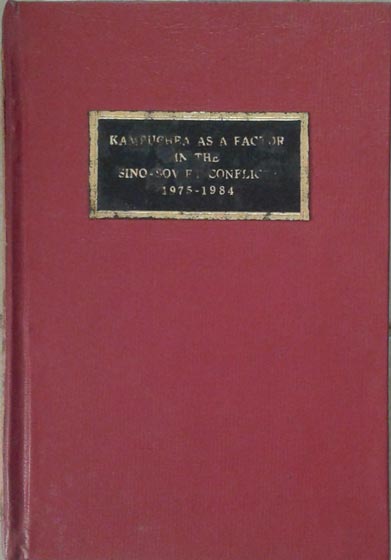 KAMPUCHEA AS A FACTOR
IN THE
SINO-SOVIET CONFLICT
1975-1984